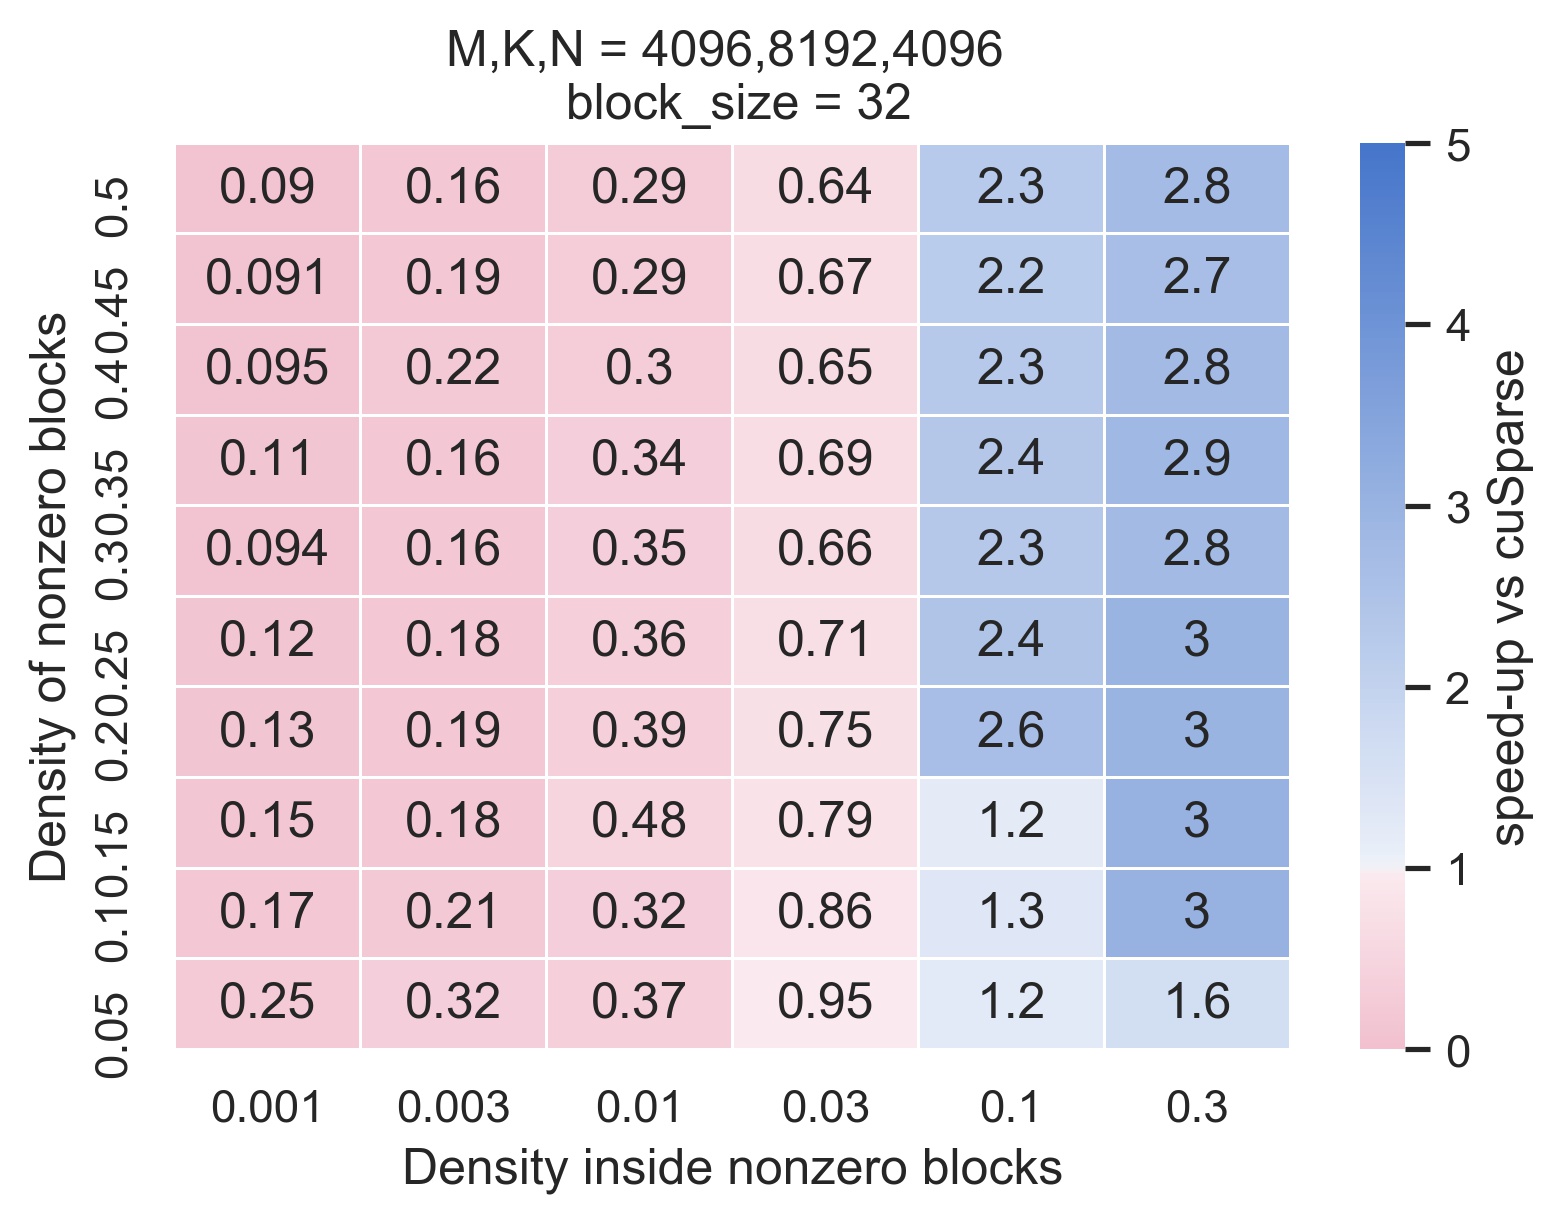 M,K,N = 4096,8192,4096
block_size = 32
Density of nonzero blocks
0.5 0.09 0.16 0.29 0.64 2.3 2.8
0.45 0.091 0.19 0.29 0.67 2.2 2.7
0.4 0.095 0.22 0.3 0.65 2.3 2.8
0.35 0.11 0.16 0.34 0.69 2.4 2.9
0.3 0.094 0.16 0.35 0.66 2.3 2.8
0.25 0.12 0.18 0.36 0.71 2.4 3
0.2 0.13 0.19 0.39 0.75 2.6 3
0.15 0.15 0.18 0.48 0.79 1.2 3
0.1 0.17 0.21 0.32 0.86 1.3 3
0.05 0.25 0.32 0.37 0.95 1.2 1.6
0.001 0.003 0.01 0.03 0.1 0.3
Density inside nonzero blocks
5
4
3
2
1
0
speed-up vs cuSparse